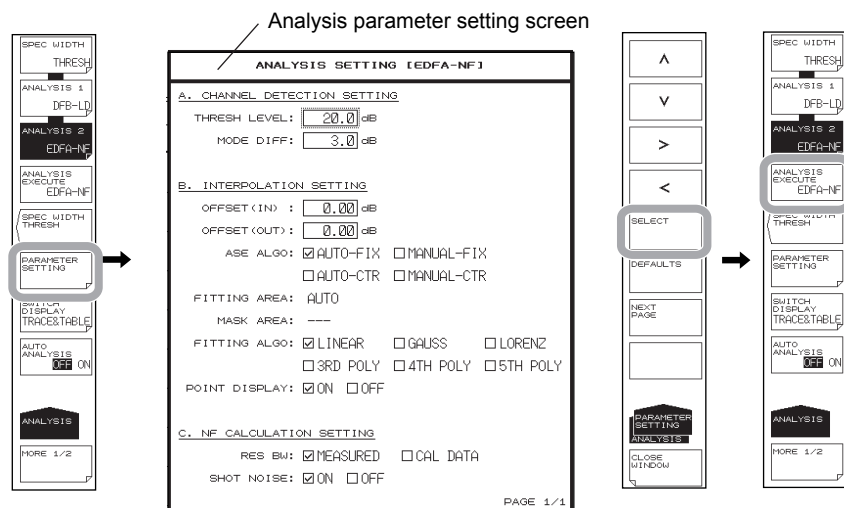 Analysis parameter setting screen
SPEC WIDTH
THRESH
ANALYSIS 1
DFB-LD
ANALYSIS 2
EDFA-NF
ANALYSIS
EXECUTE
EDFA-NF
SPEC WIDTH
THRESH
PARAMETER
SETTING
SWITCH
DISPLAY
TRACE&TABLE
AUTO
ANALYSIS
OFF ON
ANALYSIS
MORE 1/2
ANALYSIS SETTING [EDFA-NF]
A. CHANNEL DETECTION SETTING
THRESH LEVEL: 20.0 dB
MODE DIFF: 3.0 dB
B. INTERPOLATION SETTING
OFFSET(IN) : 0.00 dB
OFFSET(OUT): 0.00 dB
ASE ALGO: ☑AUTO-FIX ☐MANUAL-FIX
☐AUTO-CTR ☐MANUAL-CTR
FITTING AREA: AUTO
MASK AREA: ---
FITTING ALGO: ☑LINEAR ☐GAUSS ☐LORENZ
☐3RD POLY ☐4TH POLY ☐5TH POLY
POINT DISPLAY: ☑ON ☐OFF
C. NF CALCULATION SETTING
RES BW: ☑MEASURED ☐CAL DATA
SHOT NOISE: ☑ON ☐OFF
PAGE 1/1
∧
∨
>
<
SELECT
DEFAULTS
NEXT
PAGE
PARAMETER
SETTING
ANALYSIS
CLOSE
WINDOW
SPEC WIDTH
THRESH
ANALYSIS 1
DFB-LD
ANALYSIS 2
EDFA-NF
ANALYSIS
EXECUTE
EDFA-NF
SPEC WIDTH
THRESH
PARAMETER
SETTING
SWITCH
DISPLAY
TRACE&TABLE
AUTO
ANALYSIS
OFF ON
ANALYSIS
MORE 1/2